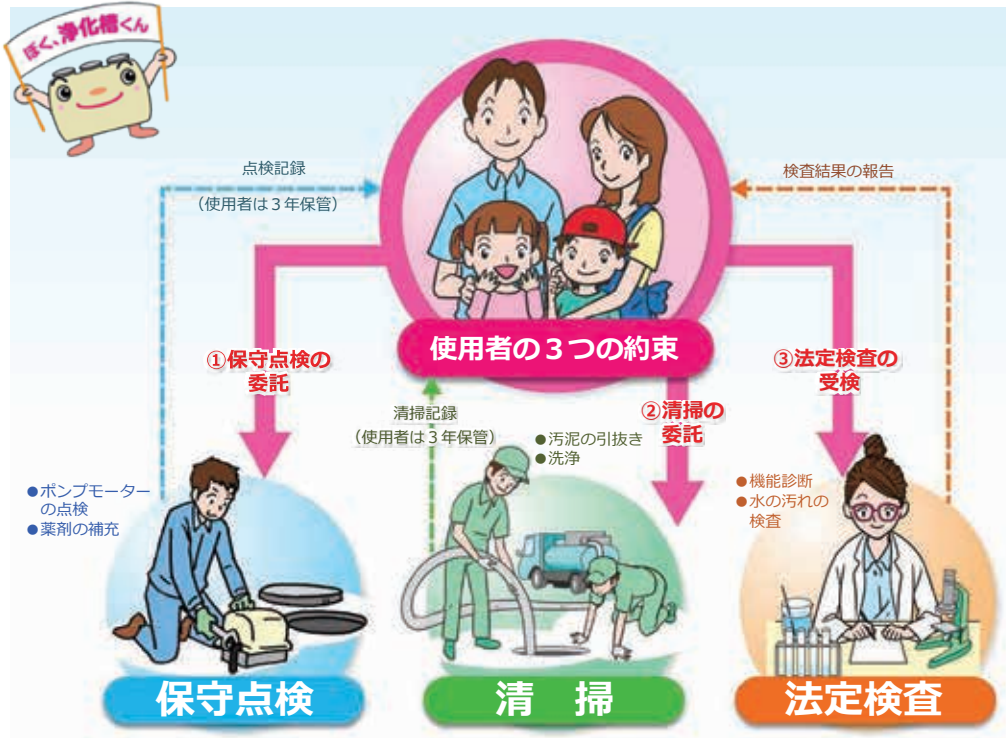 ぼく、浄化槽くん
点検記録
（使用者は３年保管）
検査結果の報告
使用者の３つの約束
①保守点検の
委託
③法定検査の
受検
清掃記録
（使用者は３年保管）
②清掃の
委託
●汚泥の引抜き
●洗浄
●ポンプモーター
の点検
●薬剤の補充
●機能診断
●水の汚れの
検査
保守点検
清　掃
法定検査